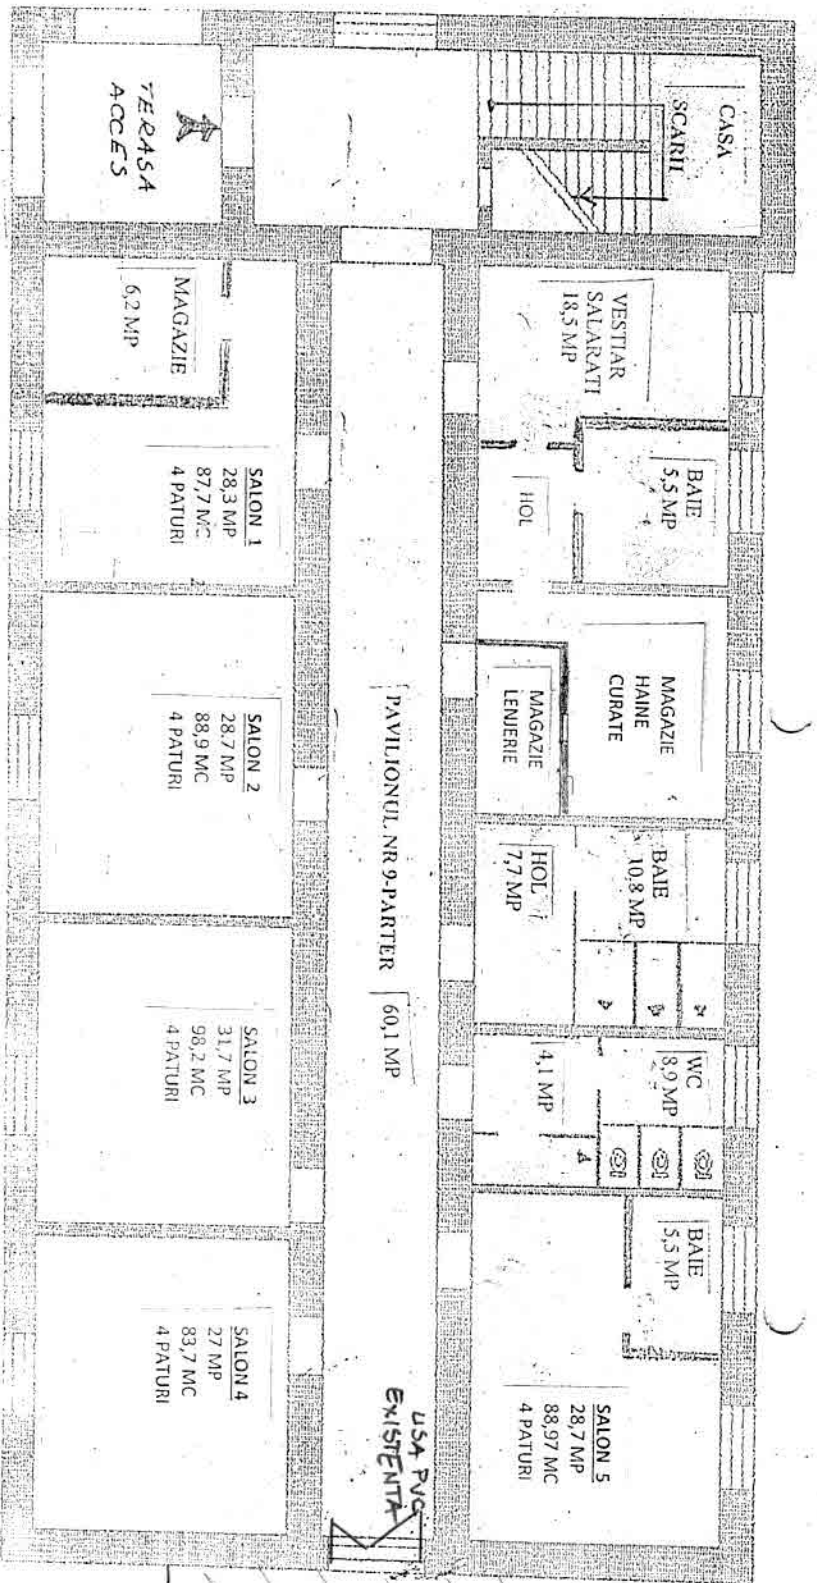 CASA
SCARII
TERASA
ACCES
VESTIAR
SALARATI
18,5 MP
BAIE
5,5 MP
HOL
MAGAZIE
HAINE
CURATE
MAGAZIE
LENJERIE
BAIE
10,8 MP
HOL
7,7 MP
WC
8,9 MP
4,1 MP
BAIE
5,5 MP
SALON 5
28,7 MP
88,97 MC
4 PATURI
PAVILIONUL NR 9-PARTER 60,1 MP
USA PVC
EXISTENTA
MAGAZIE
6,2 MP
SALON 1
28,3 MP
87,7 MC
4 PATURI
SALON 2
28,7 MP
88,9 MC
4 PATURI
SALON 3
31,7 MP
98,2 MC
4 PATURI
SALON 4
27 MP
83,7 MC
4 PATURI